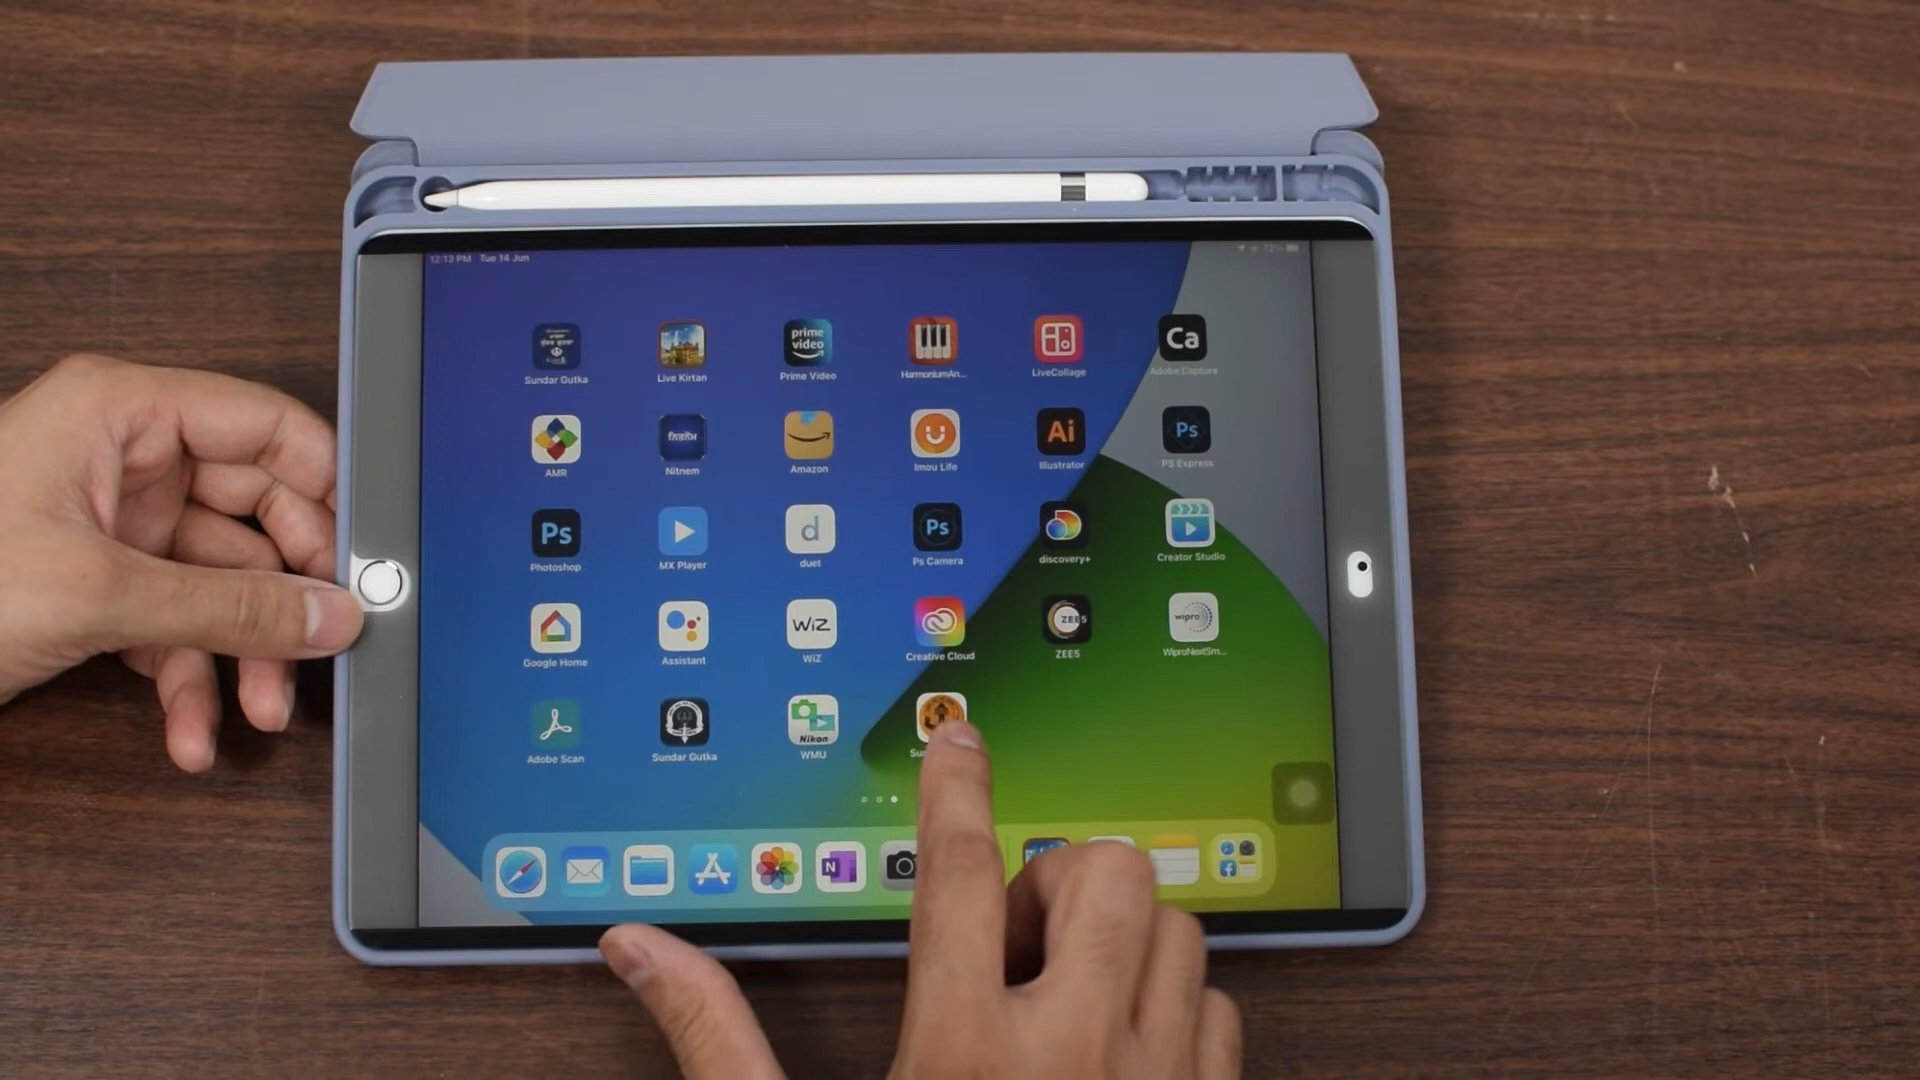 12:13 PM Tue 14 Jun
72%
prime video
Ca
Sundar Gutka
Live Kirtan
Prime Video
HarmoniumAn...
LiveCollage
Adobe Capture
ਨਿਤਨੇਮ
Ai
Ps
AMR
Nitnem
Amazon
Imou Life
Illustrator
PS Express
Ps
d
Ps
Photoshop
MX Player
duet
Ps Camera
discovery+
Creator Studio
WiZ
ZEE5
wipro
Google Home
Assistant
WiZ
Creative Cloud
ZEE5
WiproNextSm...
Nikon
Adobe Scan
Sundar Gutka
WMU
N